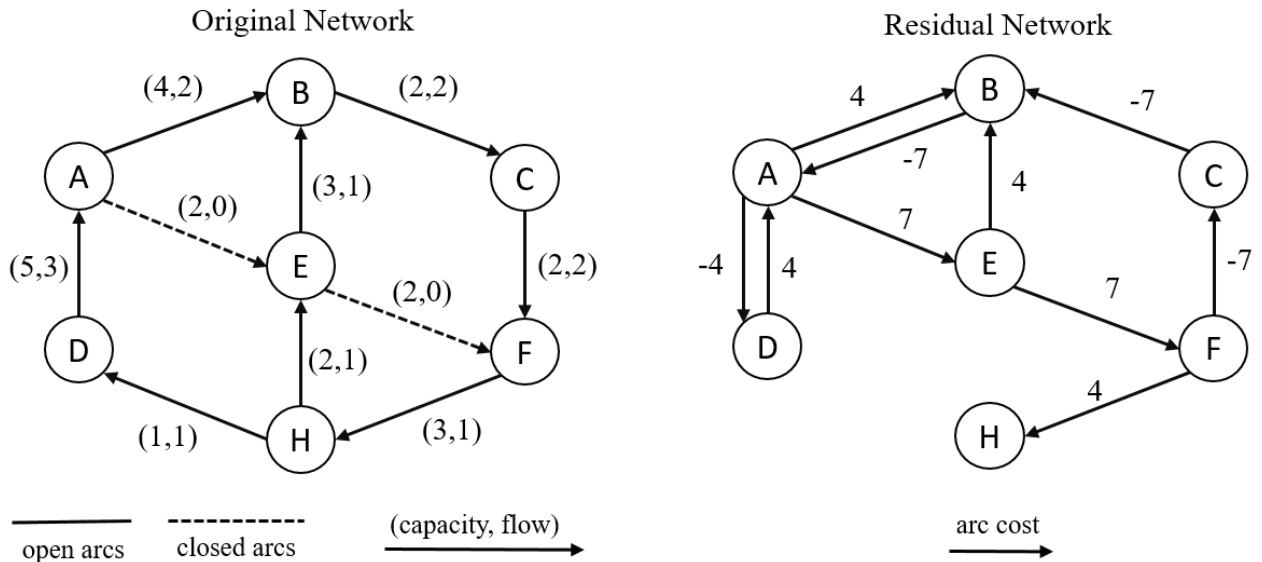 Original Network
(4,2)
B
(2,2)
A
(2,0)
(3,1)
C
(5,3)
E
(2,0)
(2,2)
D
(2,1)
F
(1,1)
H
(3,1)
open arcs
closed arcs
(capacity, flow)
Residual Network
4
B
-7
A
-7
4
C
7
-4
4
E
7
-7
D
F
4
H
arc cost